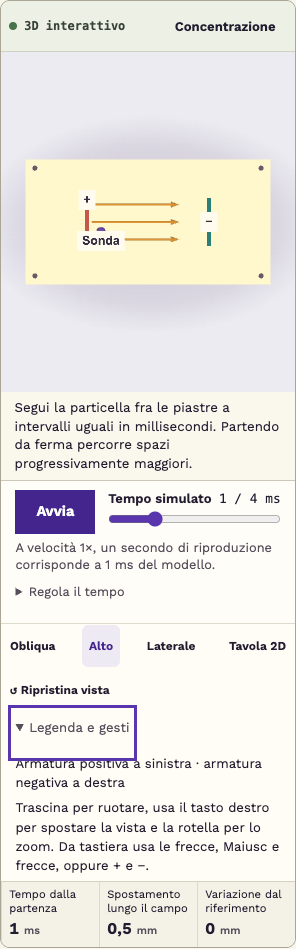 3D interattivo
Concentrazione
+
−
Sonda
Segui la particella fra le piastre a
intervalli uguali in millisecondi. Partendo
da ferma percorre spazi
progressivamente maggiori.
Avvia
Tempo simulato 1 / 4 ms
A velocità 1×, un secondo di riproduzione
corrisponde a 1 ms del modello.
▶ Regola il tempo
Obliqua Alto Laterale Tavola 2D
↺ Ripristina vista
▼ Legenda e gesti
Armatura positiva a sinistra · armatura
negativa a destra
Trascina per ruotare, usa il tasto destro
per spostare la vista e la rotella per lo
zoom. Da tastiera usa le frecce, Maiusc e
frecce, oppure + e −.
Tempo dalla
partenza
1 ms
Spostamento
lungo il campo
0,5 mm
Variazione dal
riferimento
0 mm